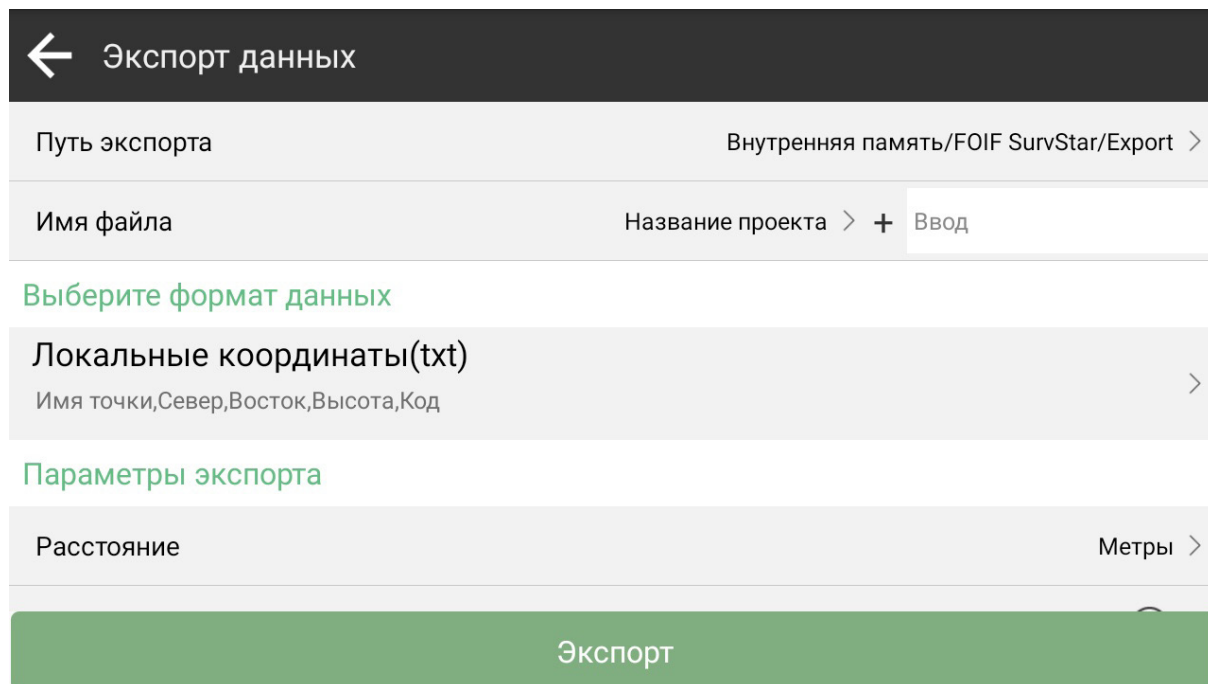 Экспорт данных
Путь экспорта Внутренняя память/FOIF SurvStar/Export
Имя файла Название проекта + Ввод
Выберите формат данных
Локальные координаты(txt)
Имя точки,Север,Восток,Высота,Код
Параметры экспорта
Расстояние Метры
Экспорт